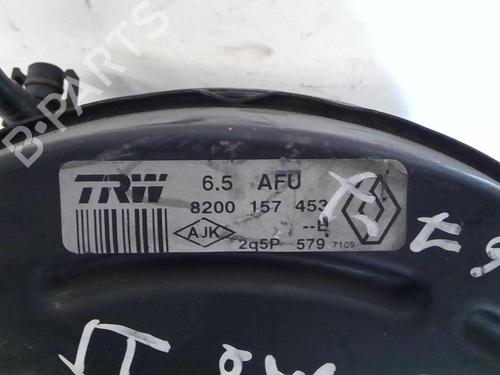 B-PARTS
TRW 6.5 AFU
8200 157 453
AJK --E
2q5P 579 7109